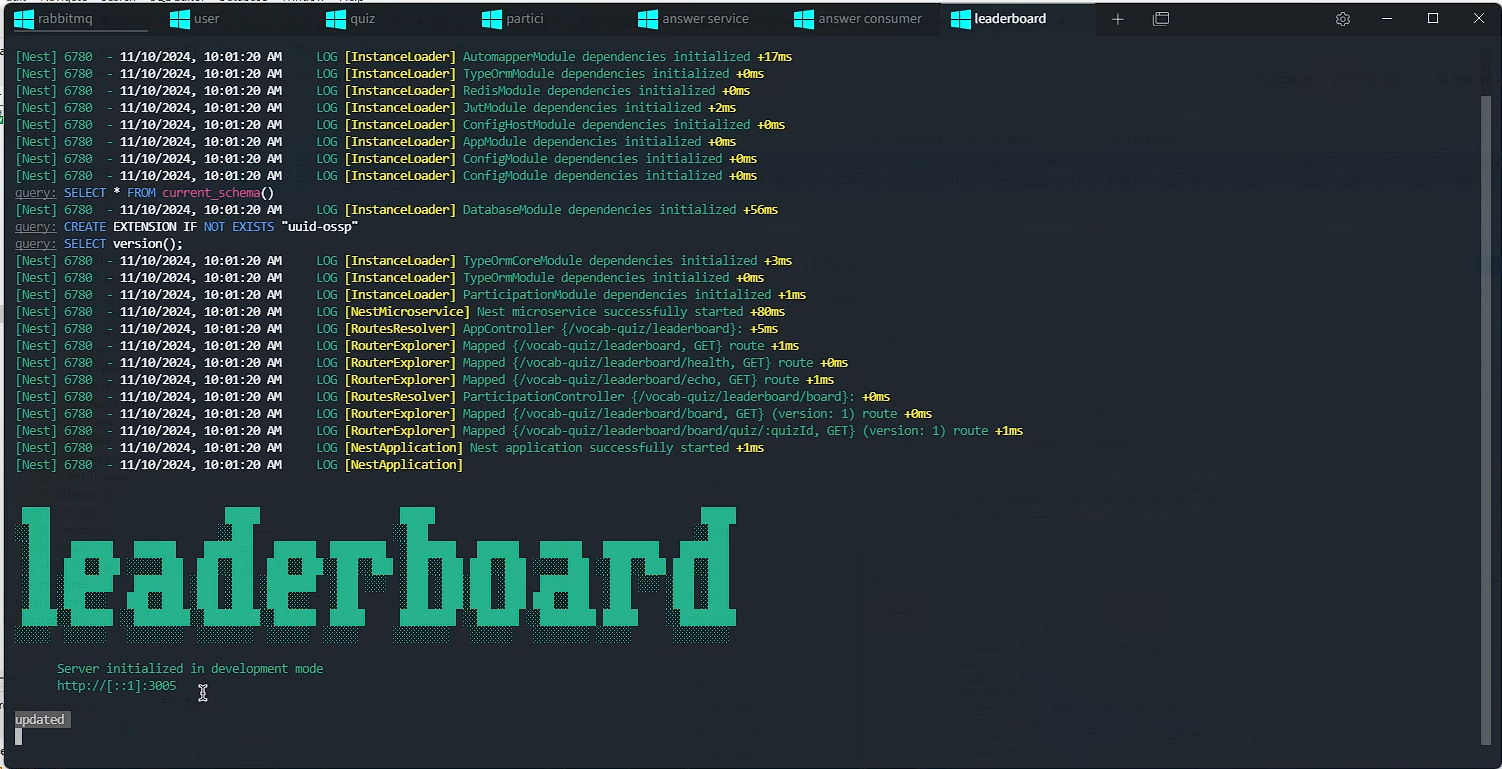 rabbitmq user quiz partici answer service answer consumer leaderboard
[Nest] 6780 - 11/10/2024, 10:01:20 AM LOG [InstanceLoader] AutomapperModule dependencies initialized +17ms
[Nest] 6780 - 11/10/2024, 10:01:20 AM LOG [InstanceLoader] TypeOrmModule dependencies initialized +0ms
[Nest] 6780 - 11/10/2024, 10:01:20 AM LOG [InstanceLoader] RedisModule dependencies initialized +0ms
[Nest] 6780 - 11/10/2024, 10:01:20 AM LOG [InstanceLoader] JwtModule dependencies initialized +2ms
[Nest] 6780 - 11/10/2024, 10:01:20 AM LOG [InstanceLoader] ConfigHostModule dependencies initialized +0ms
[Nest] 6780 - 11/10/2024, 10:01:20 AM LOG [InstanceLoader] AppModule dependencies initialized +0ms
[Nest] 6780 - 11/10/2024, 10:01:20 AM LOG [InstanceLoader] ConfigModule dependencies initialized +0ms
[Nest] 6780 - 11/10/2024, 10:01:20 AM LOG [InstanceLoader] ConfigModule dependencies initialized +0ms
query: SELECT * FROM current_schema()
[Nest] 6780 - 11/10/2024, 10:01:20 AM LOG [InstanceLoader] DatabaseModule dependencies initialized +56ms
query: CREATE EXTENSION IF NOT EXISTS "uuid-ossp"
query: SELECT version();
[Nest] 6780 - 11/10/2024, 10:01:20 AM LOG [InstanceLoader] TypeOrmCoreModule dependencies initialized +3ms
[Nest] 6780 - 11/10/2024, 10:01:20 AM LOG [InstanceLoader] TypeOrmModule dependencies initialized +0ms
[Nest] 6780 - 11/10/2024, 10:01:20 AM LOG [InstanceLoader] ParticipationModule dependencies initialized +1ms
[Nest] 6780 - 11/10/2024, 10:01:20 AM LOG [NestMicroservice] Nest microservice successfully started +80ms
[Nest] 6780 - 11/10/2024, 10:01:20 AM LOG [RoutesResolver] AppController {/vocab-quiz/leaderboard}: +5ms
[Nest] 6780 - 11/10/2024, 10:01:20 AM LOG [RouterExplorer] Mapped {/vocab-quiz/leaderboard, GET} route +1ms
[Nest] 6780 - 11/10/2024, 10:01:20 AM LOG [RouterExplorer] Mapped {/vocab-quiz/leaderboard/health, GET} route +0ms
[Nest] 6780 - 11/10/2024, 10:01:20 AM LOG [RouterExplorer] Mapped {/vocab-quiz/leaderboard/echo, GET} route +1ms
[Nest] 6780 - 11/10/2024, 10:01:20 AM LOG [RoutesResolver] ParticipationController {/vocab-quiz/leaderboard/board}: +0ms
[Nest] 6780 - 11/10/2024, 10:01:20 AM LOG [RouterExplorer] Mapped {/vocab-quiz/leaderboard/board, GET} (version: 1) route +0ms
[Nest] 6780 - 11/10/2024, 10:01:20 AM LOG [RouterExplorer] Mapped {/vocab-quiz/leaderboard/board/quiz/:quizId, GET} (version: 1) route +1ms
[Nest] 6780 - 11/10/2024, 10:01:20 AM LOG [NestApplication] Nest application successfully started +1ms
[Nest] 6780 - 11/10/2024, 10:01:20 AM LOG [NestApplication]
leaderboard
Server initialized in development mode
http://[::1]:3005
updated